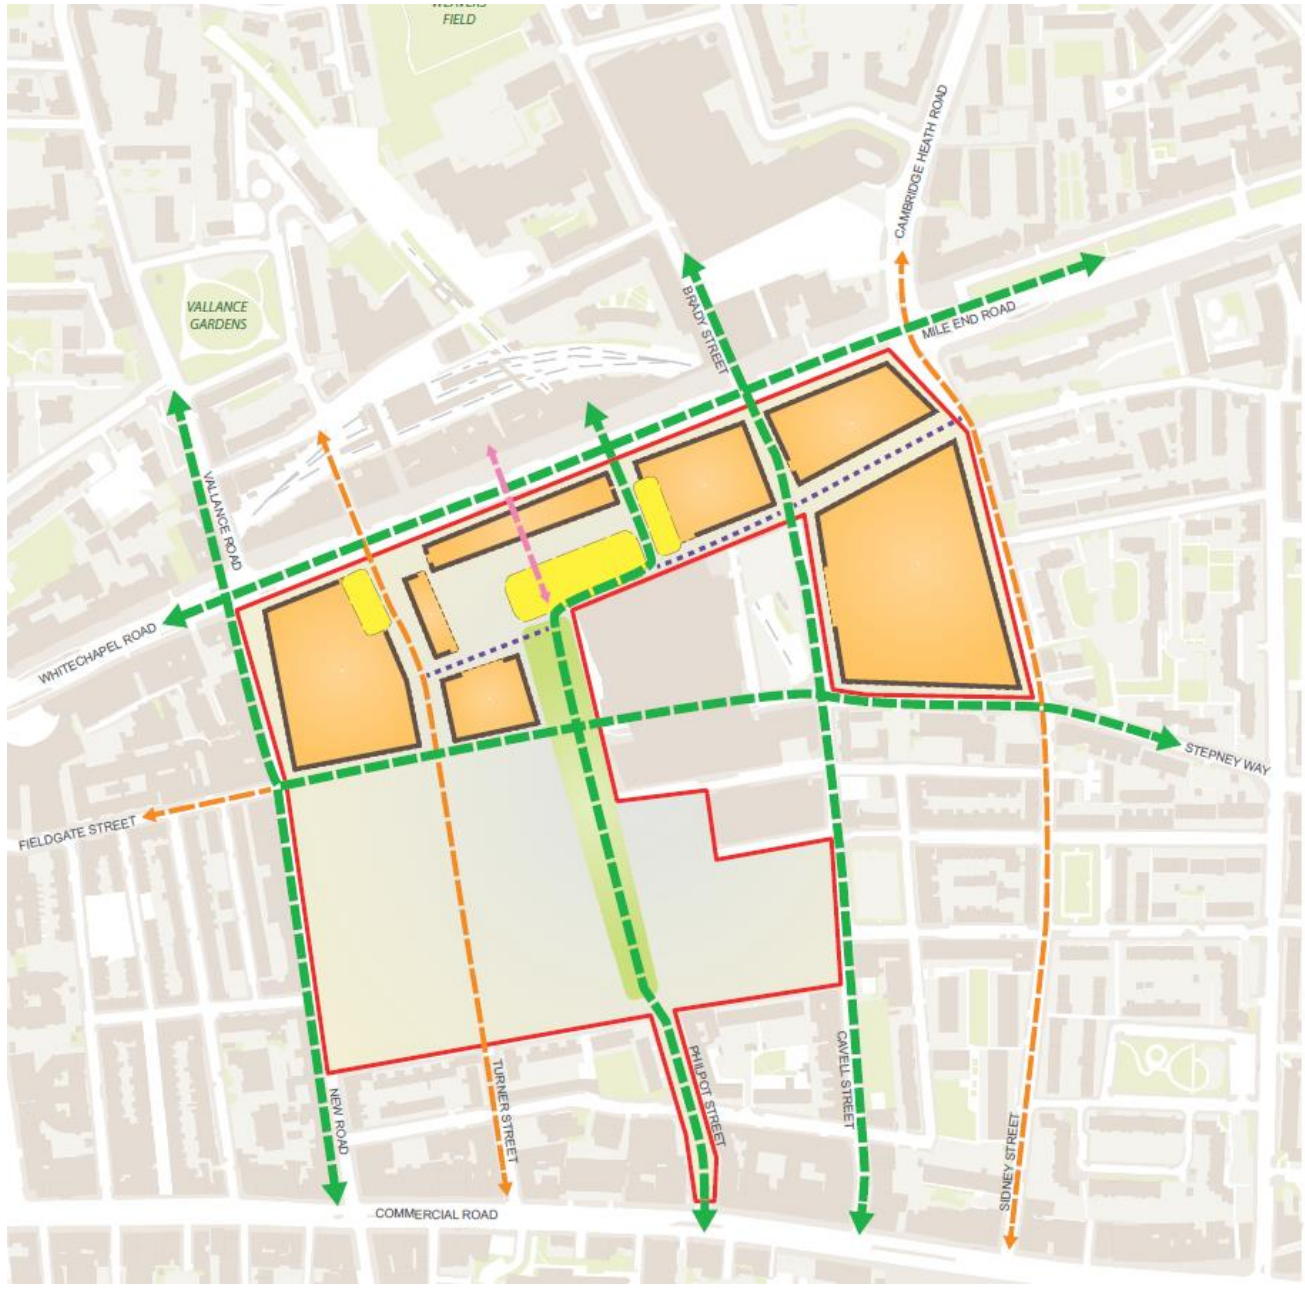 WEAVERS
FIELD
CAMBRIDGE HEATH ROAD
VALLANCE
GARDENS
BRADY STREET
MILE END ROAD
VALLANCE ROAD
WHITECHAPEL ROAD
STEPNEY WAY
FIELDGATE STREET
NEW ROAD
TURNER STREET
PHILPOT STREET
CAVELL STREET
SIDNEY STREET
COMMERCIAL ROAD